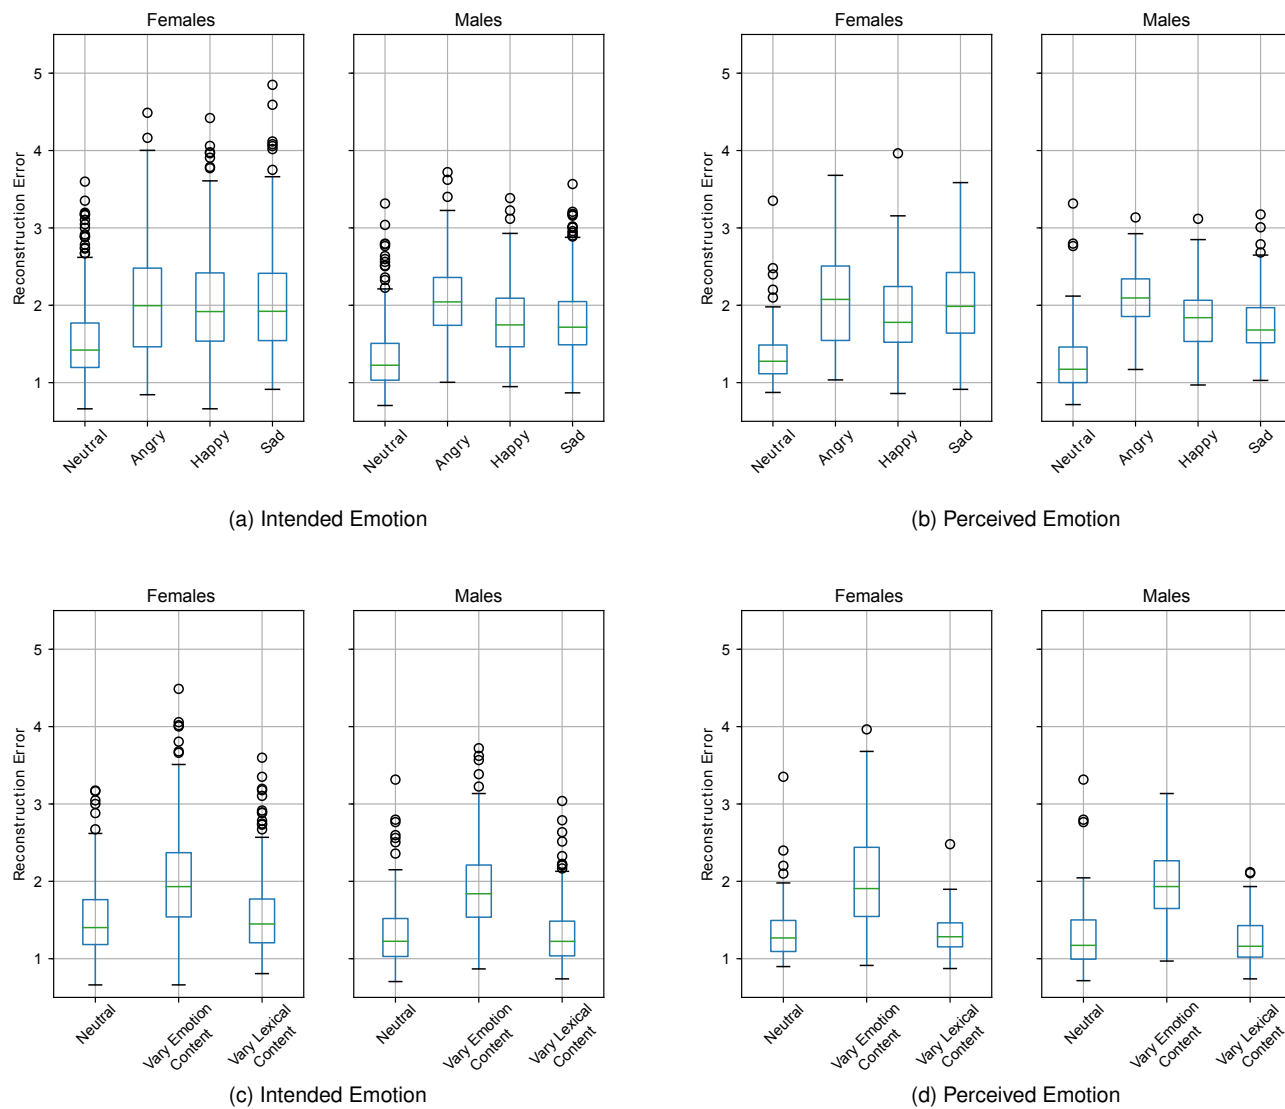 Females
Males
Reconstruction Error
5
4
3
2
1
Neutral
Angry
Happy
Sad
Neutral
Angry
Happy
Sad
(a) Intended Emotion
Females
Males
Reconstruction Error
5
4
3
2
1
Neutral
Angry
Happy
Sad
Neutral
Angry
Happy
Sad
(b) Perceived Emotion
Females
Males
Reconstruction Error
5
4
3
2
1
Neutral
Vary Emotion
Content
Vary Lexical
Content
Neutral
Vary Emotion
Content
Vary Lexical
Content
(c) Intended Emotion
Females
Males
Reconstruction Error
5
4
3
2
1
Neutral
Vary Emotion
Content
Vary Lexical
Content
Neutral
Vary Emotion
Content
Vary Lexical
Content
(d) Perceived Emotion